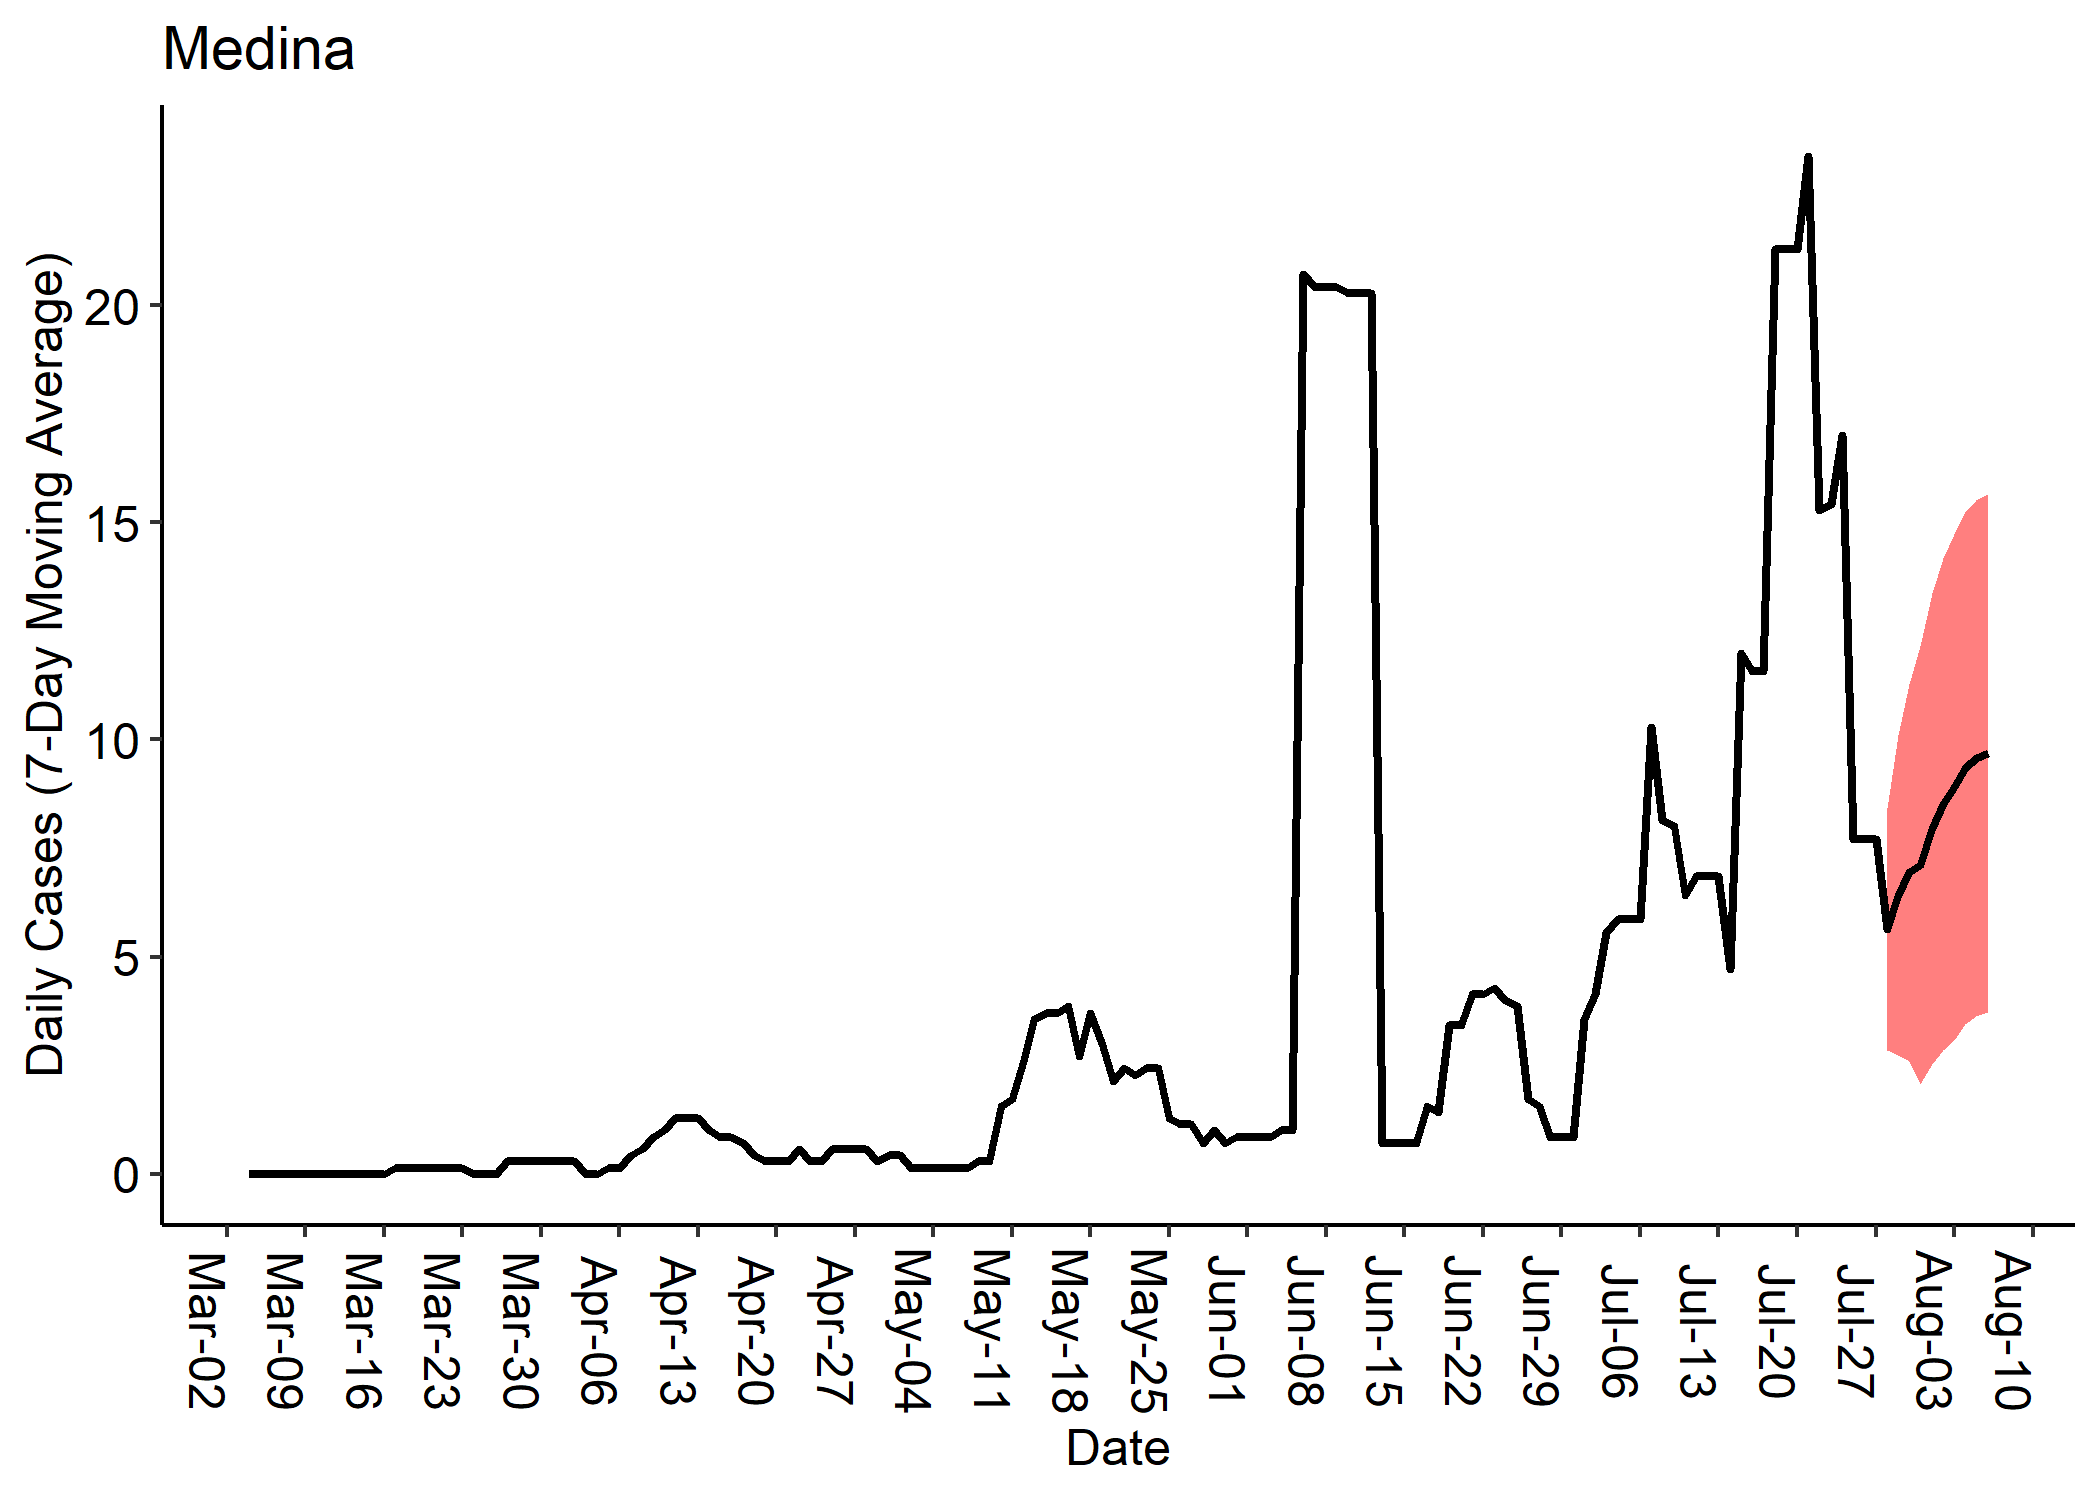 Medina
Daily Cases (7-Day Moving Average)
20
15
10
5
0
Mar-02
Mar-09
Mar-16
Mar-23
Mar-30
Apr-06
Apr-13
Apr-20
Apr-27
May-04
May-11
May-18
May-25
Jun-01
Jun-08
Jun-15
Jun-22
Jun-29
Jul-06
Jul-13
Jul-20
Jul-27
Aug-03
Aug-10
Date